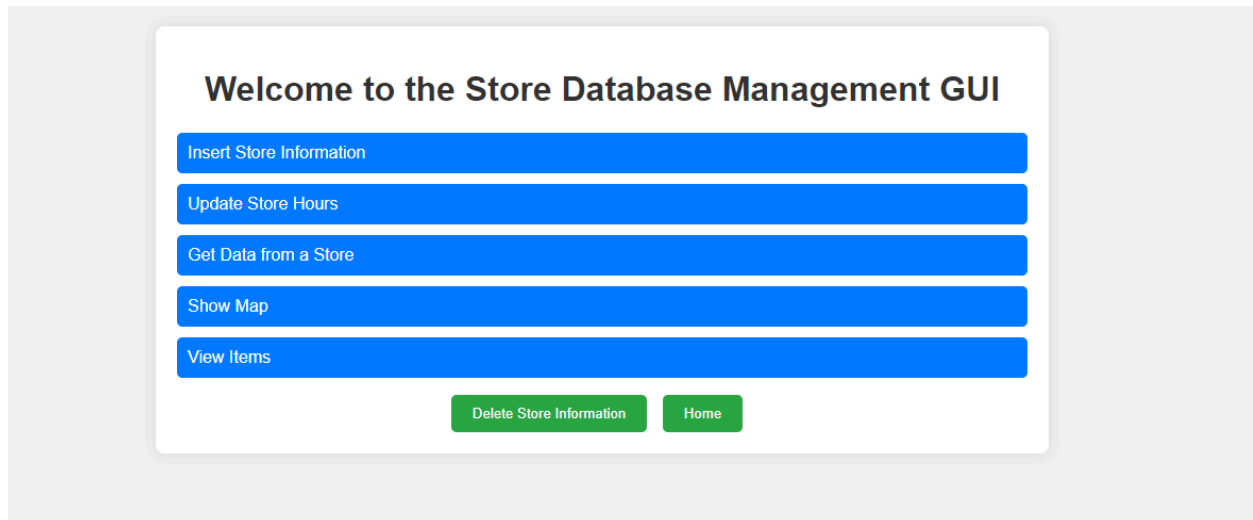 Welcome to the Store Database Management GUI
Insert Store Information
Update Store Hours
Get Data from a Store
Show Map
View Items
Delete Store Information Home